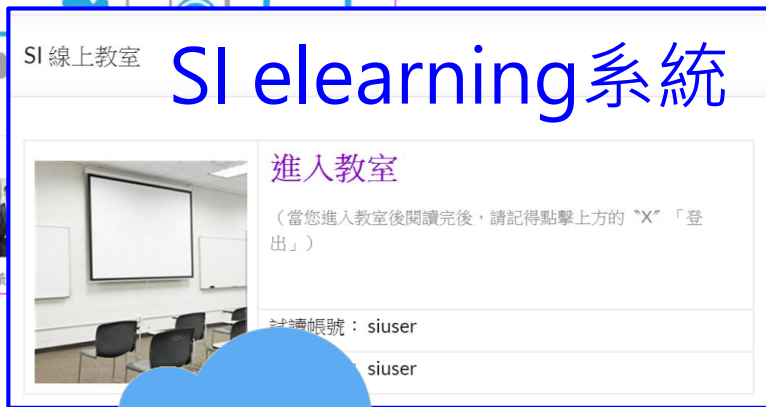 SI 線上教室
SI elearning系統
進入教室
（當您進入教室後閱讀完後，請記得點擊上方的〝X〞「登
出」）
試讀帳號： siuser
： siuser